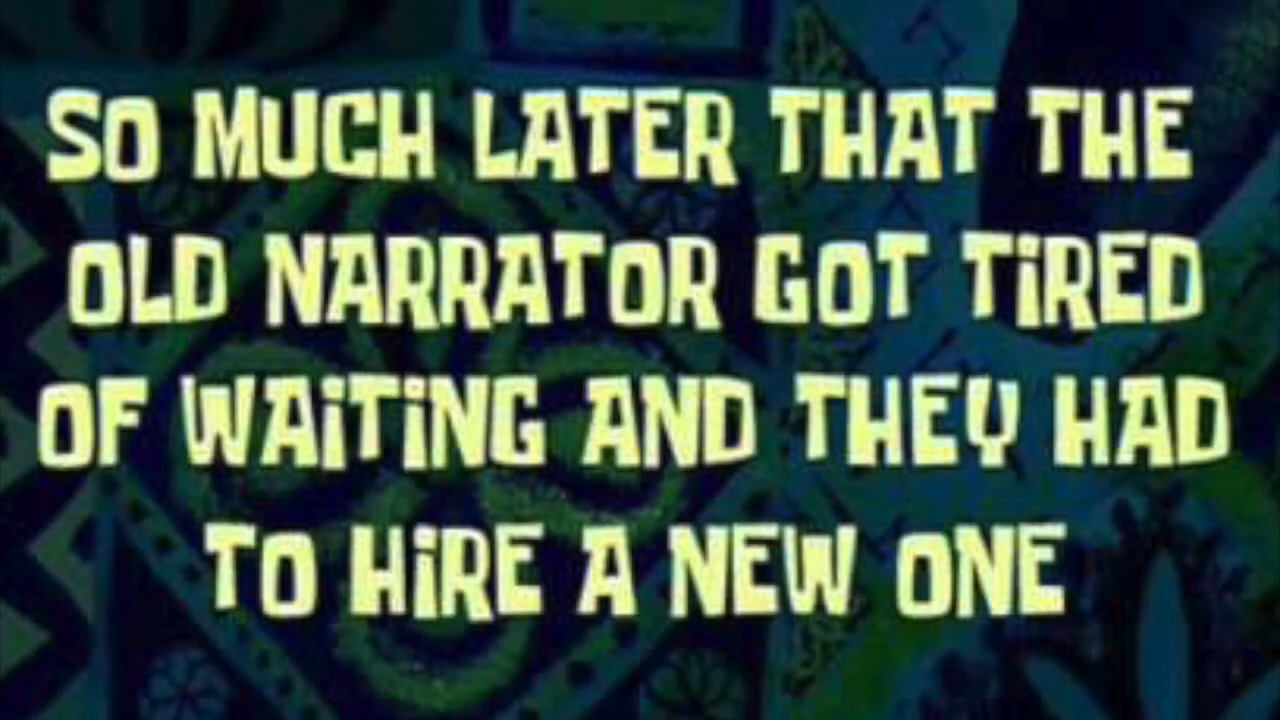 SO MUCH LATER THAT THE
OLD NARRATOR GOT TiRED
OF WAiTiNG AND THEY HAD
TO HiRE A NEW ONE